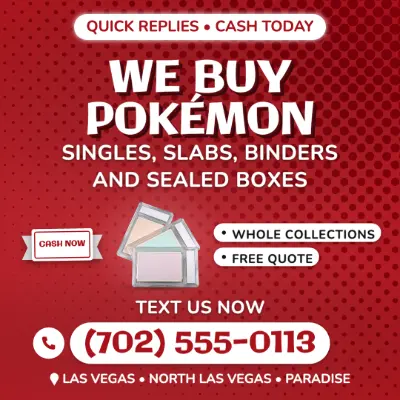 QUICK REPLIES • CASH TODAY
WE BUY
POKÉMON
SINGLES, SLABS, BINDERS
AND SEALED BOXES
CASH NOW
• WHOLE COLLECTIONS
• FREE QUOTE
TEXT US NOW
(702) 555-0113
LAS VEGAS • NORTH LAS VEGAS • PARADISE